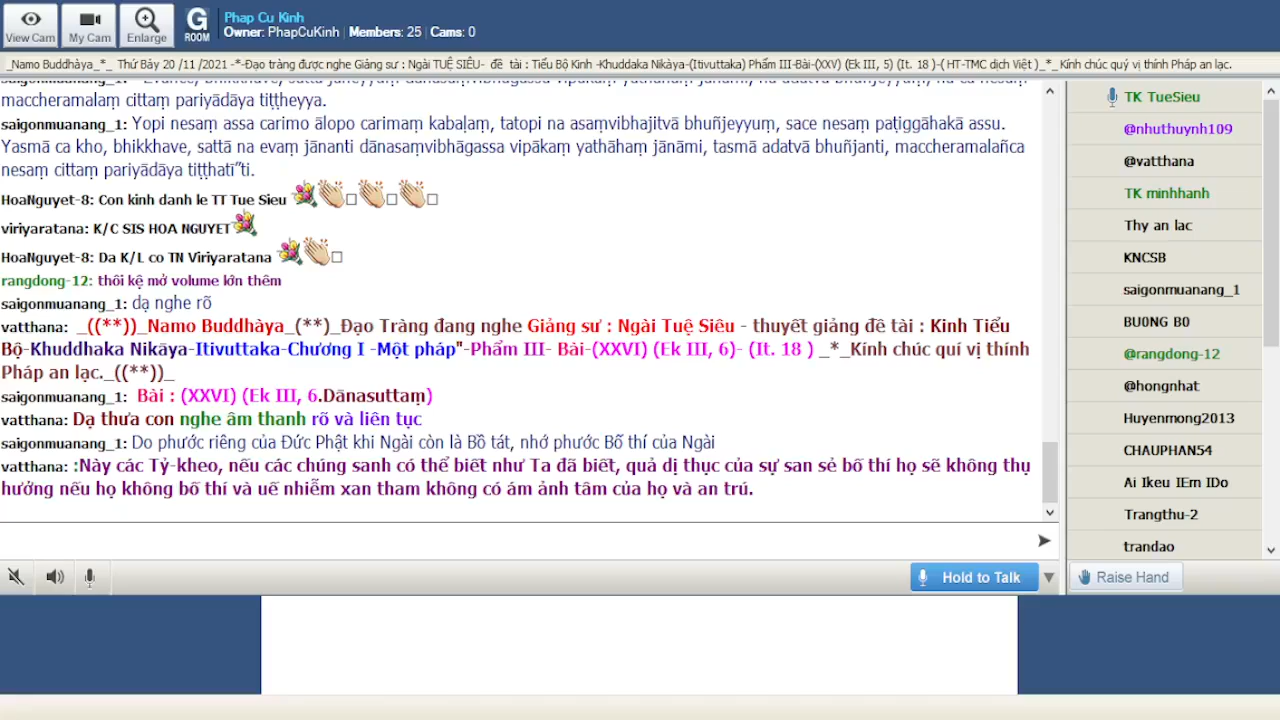 View Cam
My Cam
Enlarge
G
ROOM
Phap Cu Kinh
Owner: PhapCuKinh | Members: 25 | Cams: 0
_Namo Buddhàya_*_ Thứ Bảy 20 /11 /2021 -*-Đạo tràng được nghe Giảng sư : Ngài TUỆ SIÊU- đề tài : Tiểu Bộ Kinh -Khuddaka Nikàya-(Itivuttaka) Phẩm III-Bài-(XXV) (Ek III, 5) (It. 18 )-( HT-TMC dịch Việt )_*_Kính chúc quý vị thính Pháp an lạc.
maccheramalaṃ cittaṃ pariyādāya tiṭṭheyya.
saigonmuanang_1: Yopi nesaṃ assa carimo ālopo carimaṃ kabaḷaṃ, tatopi na asaṃvibhajitvā bhuñjeyyuṃ, sace nesaṃ paṭiggāhakā assu.
Yasmā ca kho, bhikkhave, sattā na evaṃ jānanti dānasaṃvibhāgassa vipākaṃ yathāhaṃ jānāmi, tasmā adatvā bhuñjanti, maccheramalañca
nesaṃ cittaṃ pariyādāya tiṭṭhatī”ti.
HoaNguyet-8: Con kinh danh le TT Tue Sieu
viriyaratana: K/C SIS HOA NGUYET
HoaNguyet-8: Da K/L co TN Viriyaratana
rangdong-12: thôi kệ mở volume lớn thêm
saigonmuanang_1: dạ nghe rõ
vatthana: _((**))_Namo Buddhàya_(**)_Đạo Tràng đang nghe Giảng sư : Ngài Tuệ Siêu - thuyết giảng đề tài : Kinh Tiểu
Bộ-Khuddhaka Nikāya-Itivuttaka-Chương I -Một pháp"-Phẩm III- Bài-(XXVI) (Ek III, 6)- (It. 18 ) _*_Kính chúc quí vị thính
Pháp an lạc._((**))_
saigonmuanang_1: Bài : (XXVI) (Ek III, 6.Dānasuttaṃ)
vatthana: Dạ thưa con nghe âm thanh rõ và liên tục
saigonmuanang_1: Do phước riêng của Đức Phật khi Ngài còn là Bồ tát, nhớ phước Bố thí của Ngài
vatthana: :Này các Tỷ-kheo, nếu các chúng sanh có thể biết như Ta đã biết, quả dị thục của sự san sẻ bố thí họ sẽ không thụ
hưởng nếu họ không bố thí và uế nhiễm xan tham không có ám ảnh tâm của họ và an trú.
Hold to Talk
TK TueSieu
@nhuthuynh109
@vatthana
TK minhhanh
Thy an lac
KNCSB
saigonmuanang_1
BU0NG B0
@rangdong-12
@hongnhat
Huyenmong2013
CHAUPHAN54
Ai Ikeu IEm IDo
Trangthu-2
trandao
Raise Hand